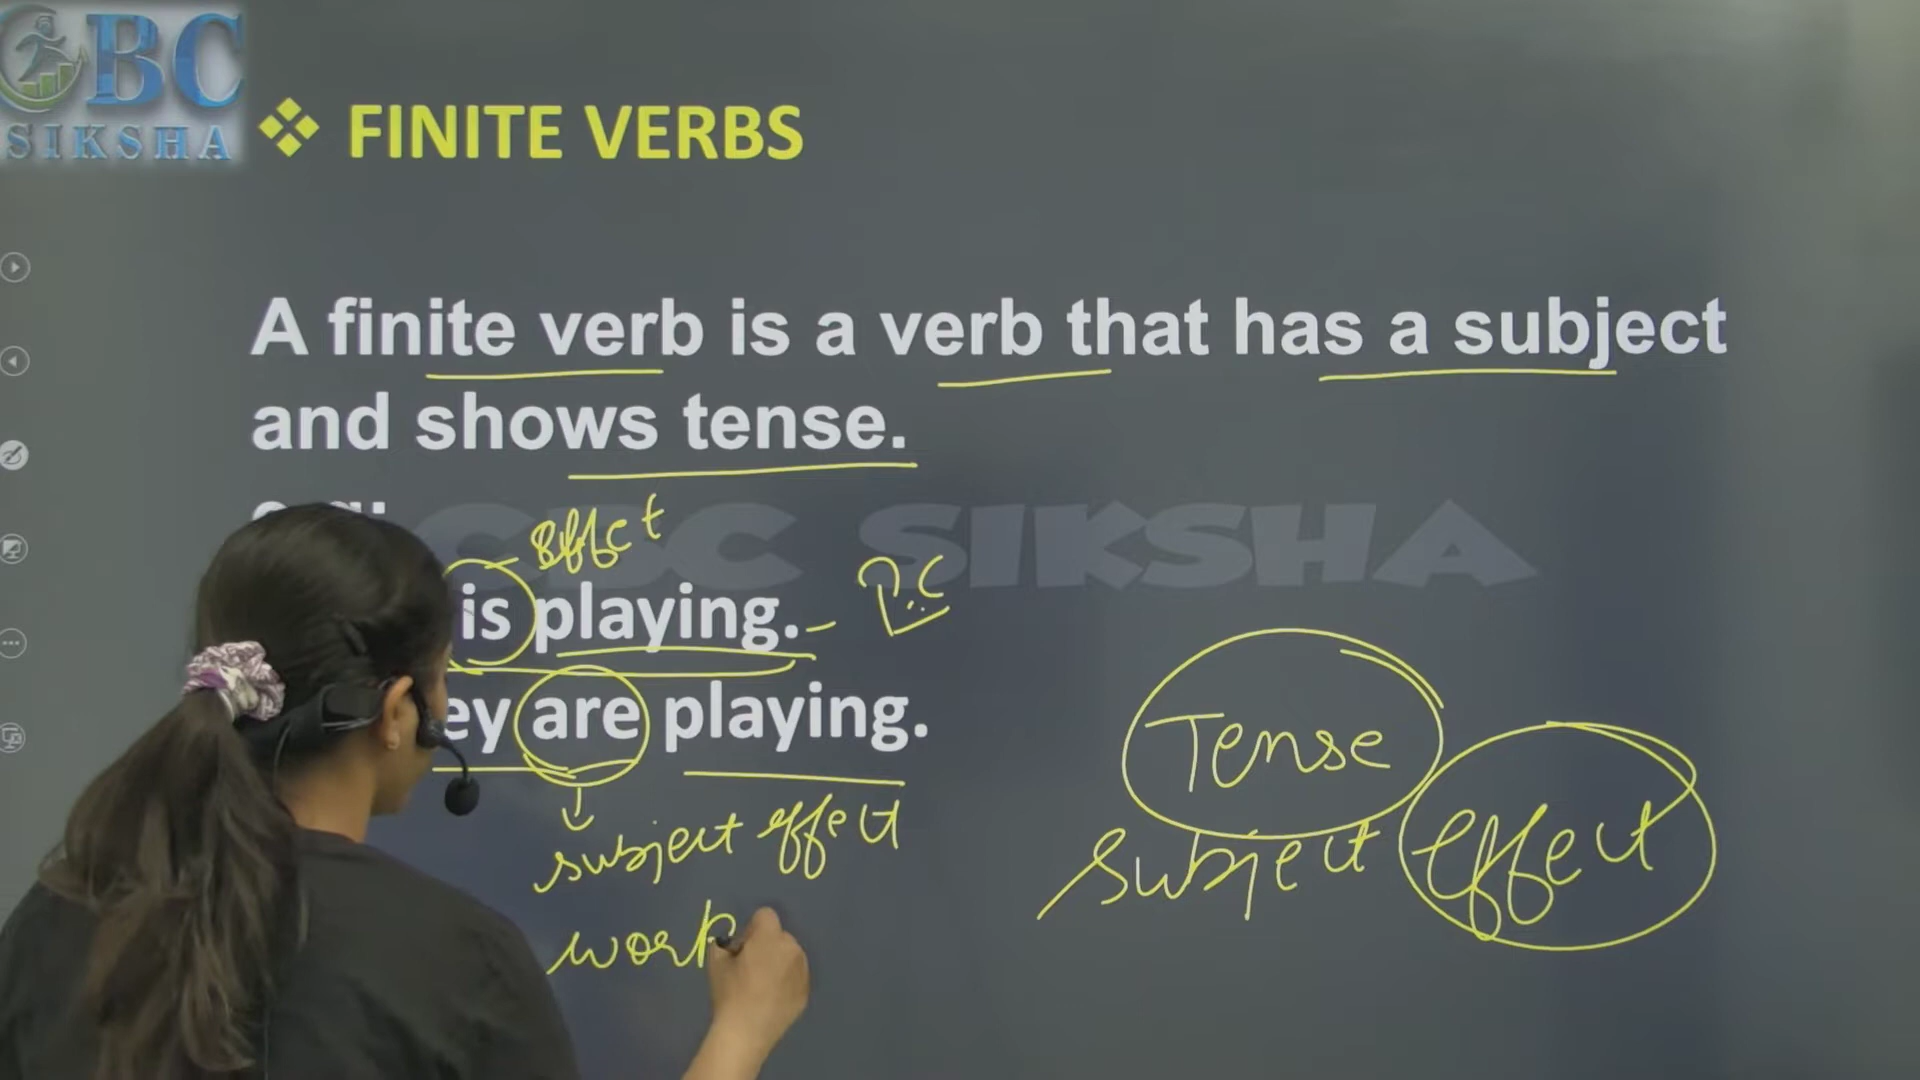 BC
SIKSHA
❖ FINITE VERBS
A finite verb is a verb that has a subject
and shows tense.
CBC SIKSHA
effect
is playing.
P.C
ey are playing.
Tense
subject effect
subject effect
work